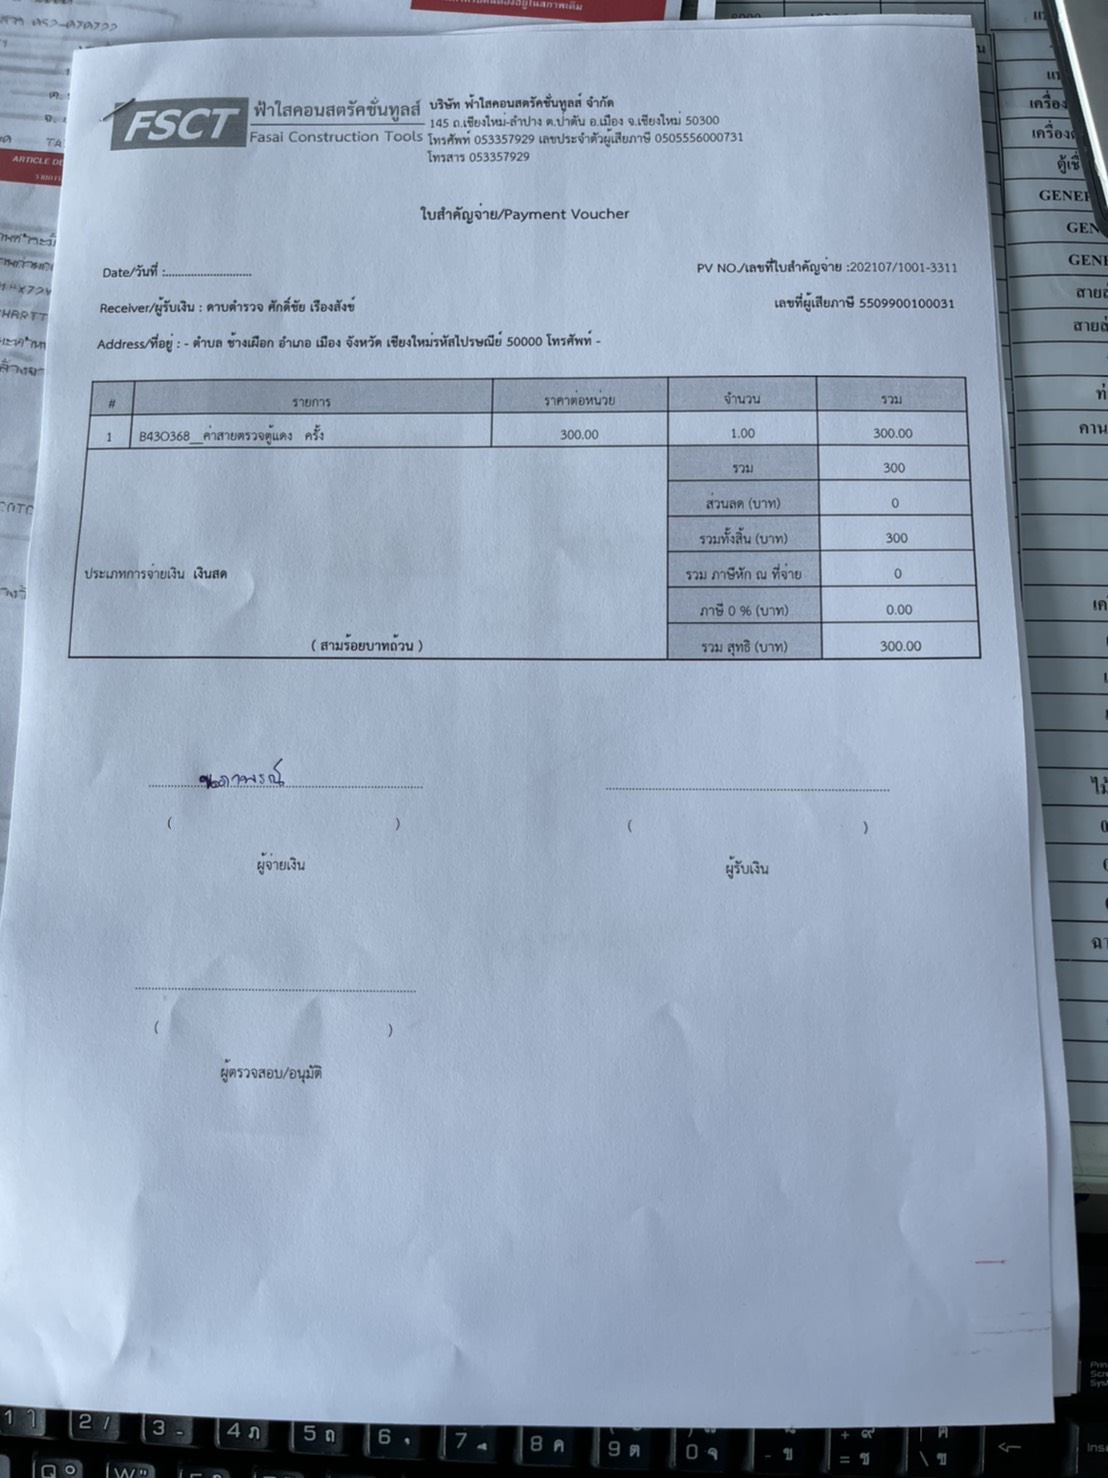 FSCT
ฟ้าใสคอนสตรัคชั่นทูลส์
Fasai Construction Tools
บริษัท ฟ้าใสคอนสตรัคชั่นทูลส์ จำกัด
145 ถ.เชียงใหม่-ลำปาง ต.ป่าตัน อ.เมือง จ.เชียงใหม่ 50300
โทรศัพท์ 053357929 เลขประจำตัวผู้เสียภาษี 0505556000731
โทรสาร 053357929
ใบสำคัญจ่าย/Payment Voucher
Date/วันที่ :............................
PV NO./เลขที่ใบสำคัญจ่าย :202107/1001-3311
Receiver/ผู้รับเงิน : ดาบตำรวจ ศักดิ์ชัย เรืองสังข์
เลขที่ผู้เสียภาษี 5509900100031
Address/ที่อยู่ : - ตำบล ช้างเผือก อำเภอ เมือง จังหวัด เชียงใหม่รหัสไปรษณีย์ 50000 โทรศัพท์ -
# รายการ ราคาต่อหน่วย จำนวน รวม
1 B430368__ค่าสายตรวจตู้แดง ครั้ง 300.00 1.00 300.00
รวม 300
ส่วนลด (บาท) 0
รวมทั้งสิ้น (บาท) 300
ประเภทการจ่ายเงิน เงินสด
รวม ภาษีหัก ณ ที่จ่าย 0
ภาษี 0 % (บาท) 0.00
( สามร้อยบาทถ้วน )
รวม สุทธิ (บาท) 300.00
( )
( )
ผู้จ่ายเงิน
ผู้รับเงิน
( )
ผู้ตรวจสอบ/อนุมัติ